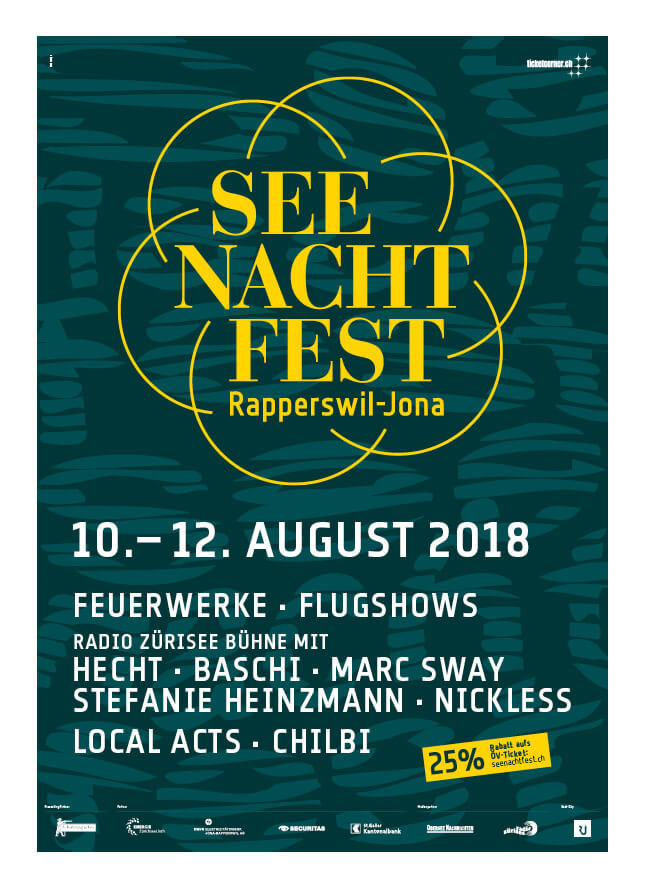 ticketcorner.ch
SEE
NACHT
FEST
Rapperswil-Jona
10.– 12. AUGUST 2018
FEUERWERKE · FLUGSHOWS
RADIO ZÜRISEE BÜHNE MIT
HECHT · BASCHI · MARC SWAY
STEFANIE HEINZMANN · NICKLESS
LOCAL ACTS · CHILBI
25% Rabatt aufs
ÖV-Ticket:
seenachtfest.ch
SECURITAS
St.Galler
Kantonalbank